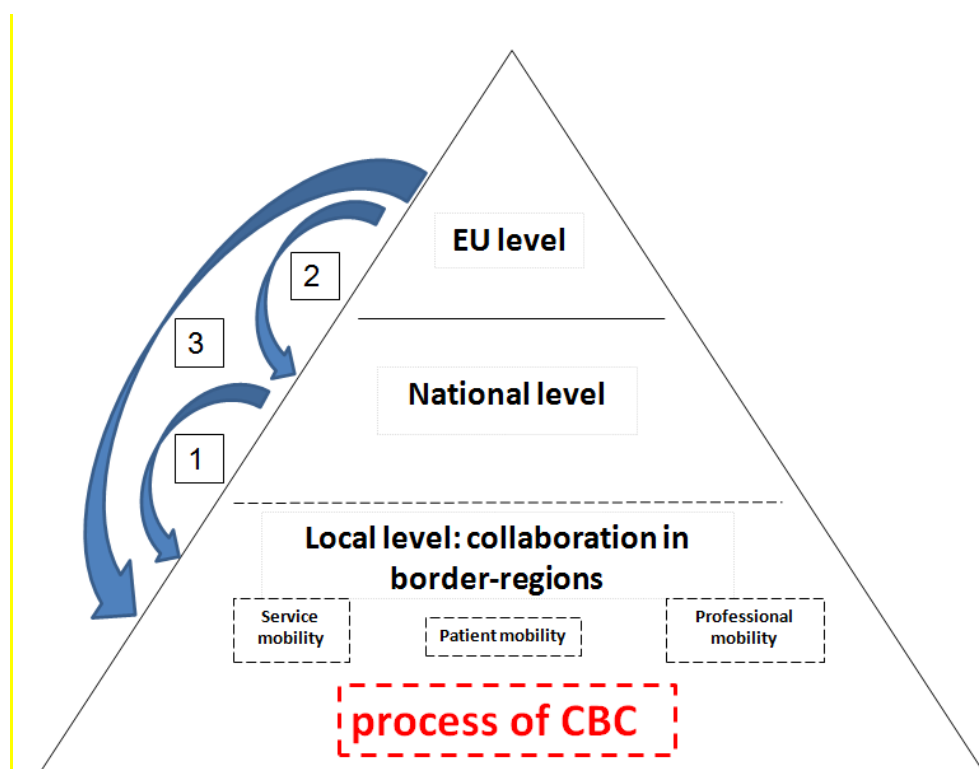 EU level
2
3
National level
1
Local level: collaboration in
border-regions
Service
mobility
Patient mobility
Professional
mobility
process of CBC